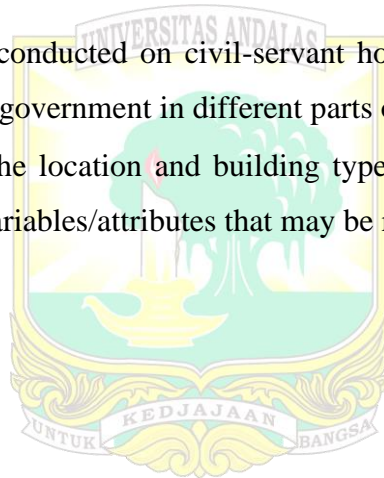 UNIVERSITAS ANDALAS
conducted on civil-servant
government in different parts
he location and building type
ariables/attributes that may be
KEDJAJAAN
UNTUK BANGSA